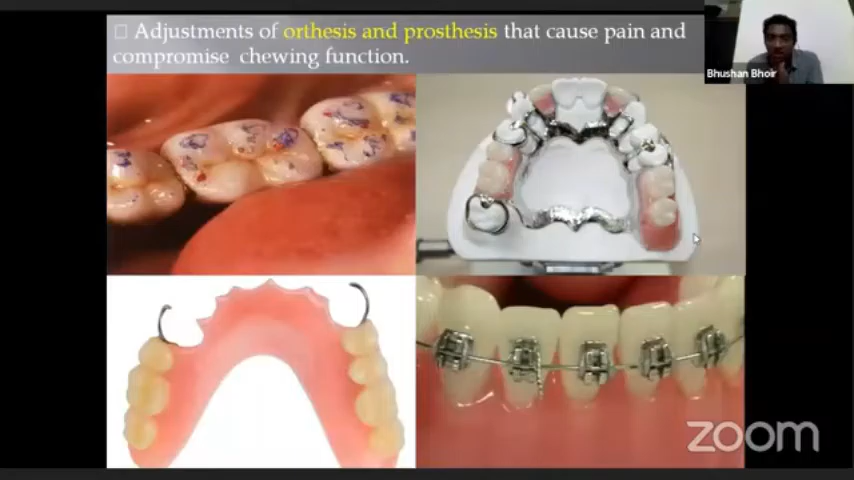 Adjustments of orthesis and prosthesis that cause pain and
compromise chewing function.
Bhushan Bhoir
zoom